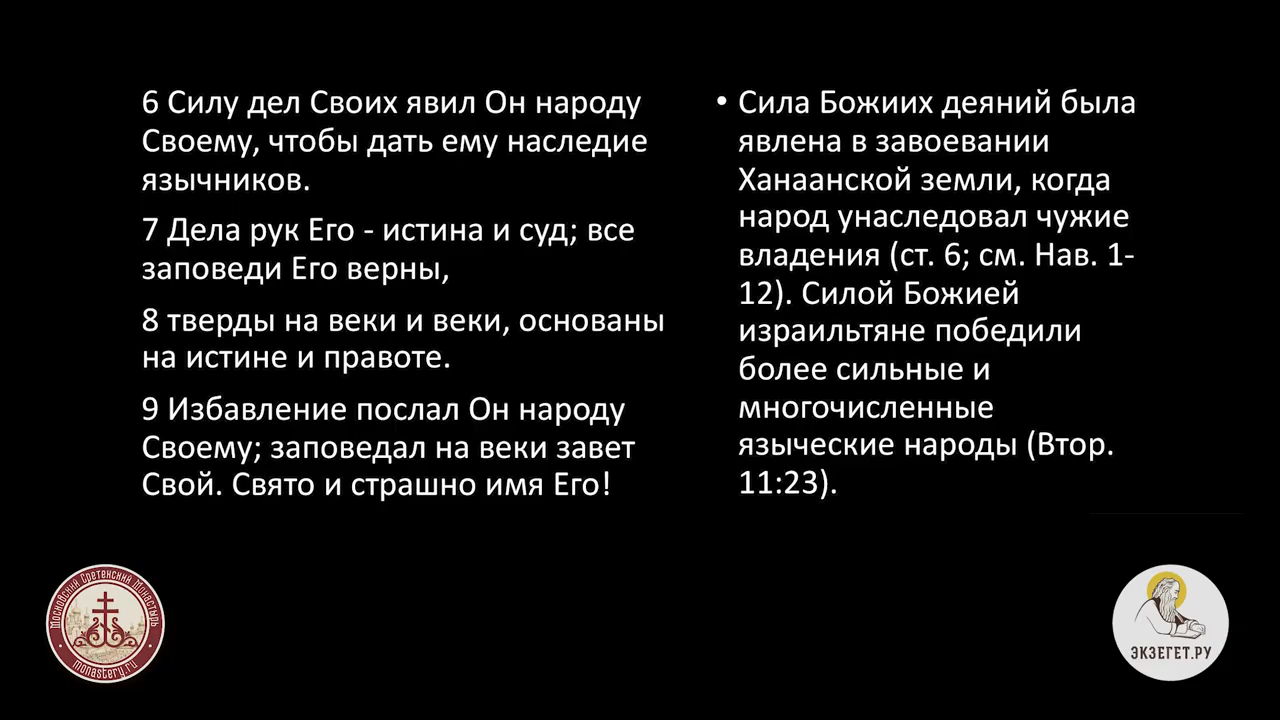 6 Силу дел Своих явил Он народу
Своему, чтобы дать ему наследие
язычников.
7 Дела рук Его - истина и суд; все
заповеди Его верны,
8 тверды на веки и веки, основаны
на истине и правоте.
9 Избавление послал Он народу
Своему; заповедал на веки завет
Свой. Свято и страшно имя Его!
• Сила Божиих деяний была
явлена в завоевании
Ханаанской земли, когда
народ унаследовал чужие
владения (ст. 6; см. Нав. 1-
12). Силой Божией
израильтяне победили
более сильные и
многочисленные
языческие народы (Втор.
11:23).
Московский Сретенский Монастырь
monastery.ru
ЭКЗЕГЕТ.РУ